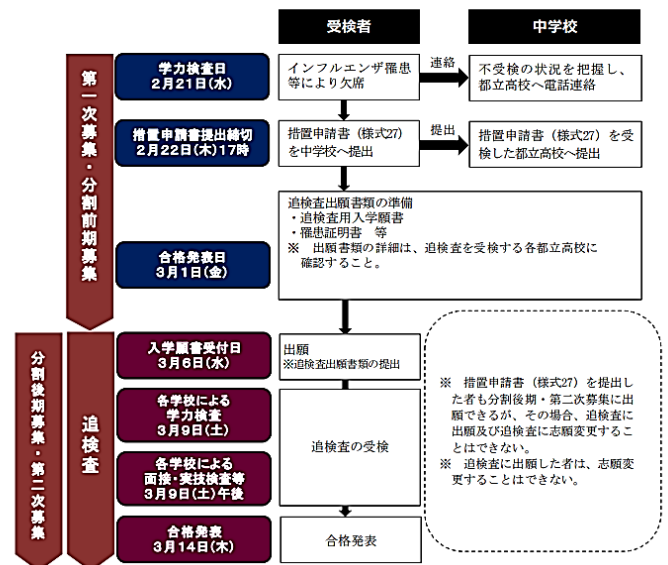 受検者
中学校
第一次募集・分割前期募集
学力検査日
2月21日(水)
インフルエンザ罹患
等により欠席
連絡
不受検の状況を把握し、
都立高校へ電話連絡
措置申請書提出締切
2月22日(木)17時
措置申請書（様式27）
を中学校へ提出
提出
措置申請書（様式27）を受
検した都立高校へ提出
追検査出願書類の準備
・追検査用入学願書
・罹患証明書　等
※　出願書類の詳細は、追検査を受検する各都立高校に
確認すること。
合格発表日
3月1日(金)
分割後期募集・第二次募集
追検査
入学願書受付日
3月6日(水)
出願
※追検査出願書類の提出
各学校による
学力検査
3月9日(土)
追検査の受検
各学校による
面接・実技検査等
3月9日(土)午後
合格発表
3月14日(木)
合格発表
※　措置申請書（様式27）を提出し
た者も分割後期・第二次募集に出
願できるが、その場合、追検査に
出願及び追検査に志願変更するこ
とはできない。
※　追検査に出願した者は、志願変
更することはできない。